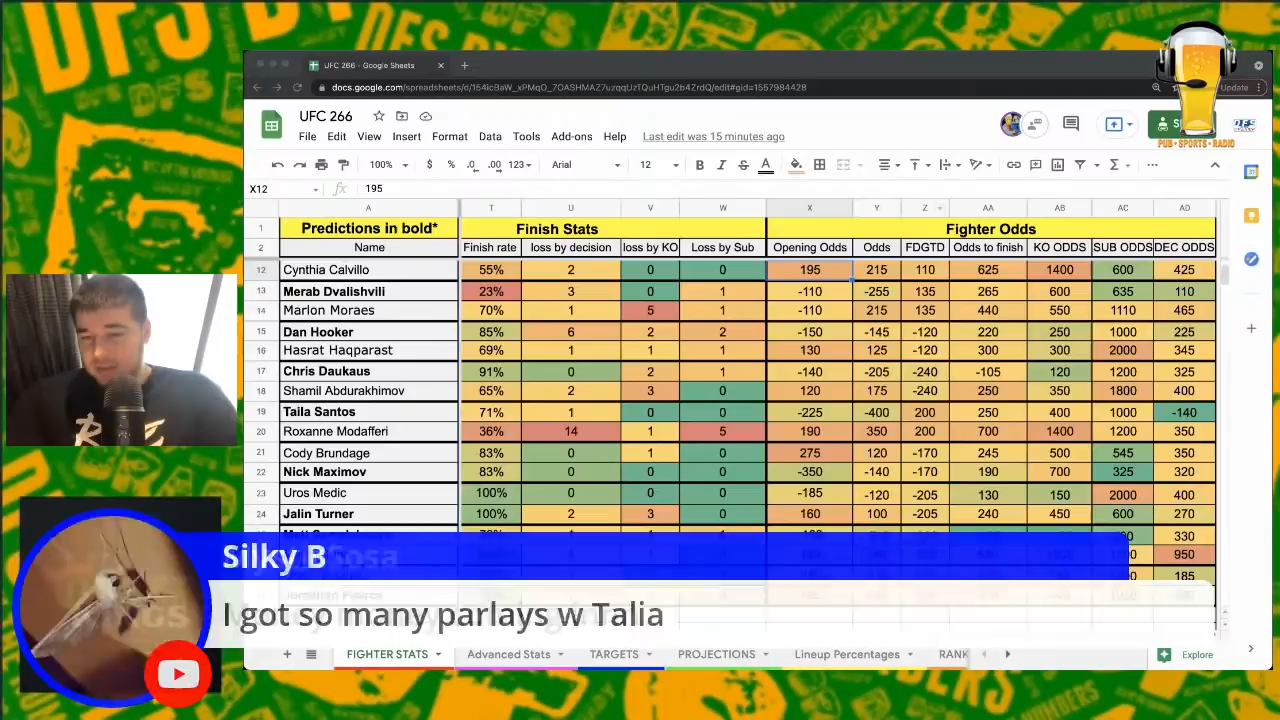 UFC 266 - Google Sheets
docs.google.com/spreadsheets/d/
Update
UFC 266
File Edit View Insert Format Data Tools Add-ons Help Last edit was 15 minutes ago
PUB • SPORTS • RADIO
100% $ % .0 .00 123 Arial 12 B I S A
X12 fx 195
A T U V W X Y Z AA AB AC AD
1 Predictions in bold* Finish Stats Fighter Odds
2 Name Finish rate loss by decision loss by KO Loss by Sub Opening Odds Odds FDGTD Odds to finish KO ODDS SUB ODDS DEC ODDS
12 Cynthia Calvillo 55% 2 0 0 195 215 110 625 1400 600 425
13 Merab Dvalishvili 23% 3 0 1 -110 -255 135 265 600 635 110
14 Marlon Moraes 70% 1 5 1 -110 215 135 440 550 1110 465
15 Dan Hooker 85% 6 2 2 -150 -145 -120 220 250 1000 225
16 Hasrat Haqparast 69% 1 1 1 130 125 -120 300 300 2000 345
17 Chris Daukaus 91% 0 2 1 -140 -205 -240 -105 120 1200 325
18 Shamil Abdurakhimov 65% 2 3 0 120 175 -240 250 350 1800 400
19 Taila Santos 71% 1 0 0 -225 -400 200 250 400 1000 -140
20 Roxanne Modafferi 36% 14 1 5 190 350 200 700 1400 1200 350
21 Cody Brundage 83% 0 1 0 275 120 -170 245 500 545 350
22 Nick Maximov 83% 0 0 0 -350 -140 -170 190 700 325 320
23 Uros Medic 100% 0 0 0 -185 -120 -205 130 150 2000 400
24 Jalin Turner 100% 2 3 0 160 100 -205 240 450 600 270
330
950
185
Silky B
I got so many parlays w Talia
FIGHTER STATS Advanced Stats TARGETS PROJECTIONS Lineup Percentages RANK
Explore